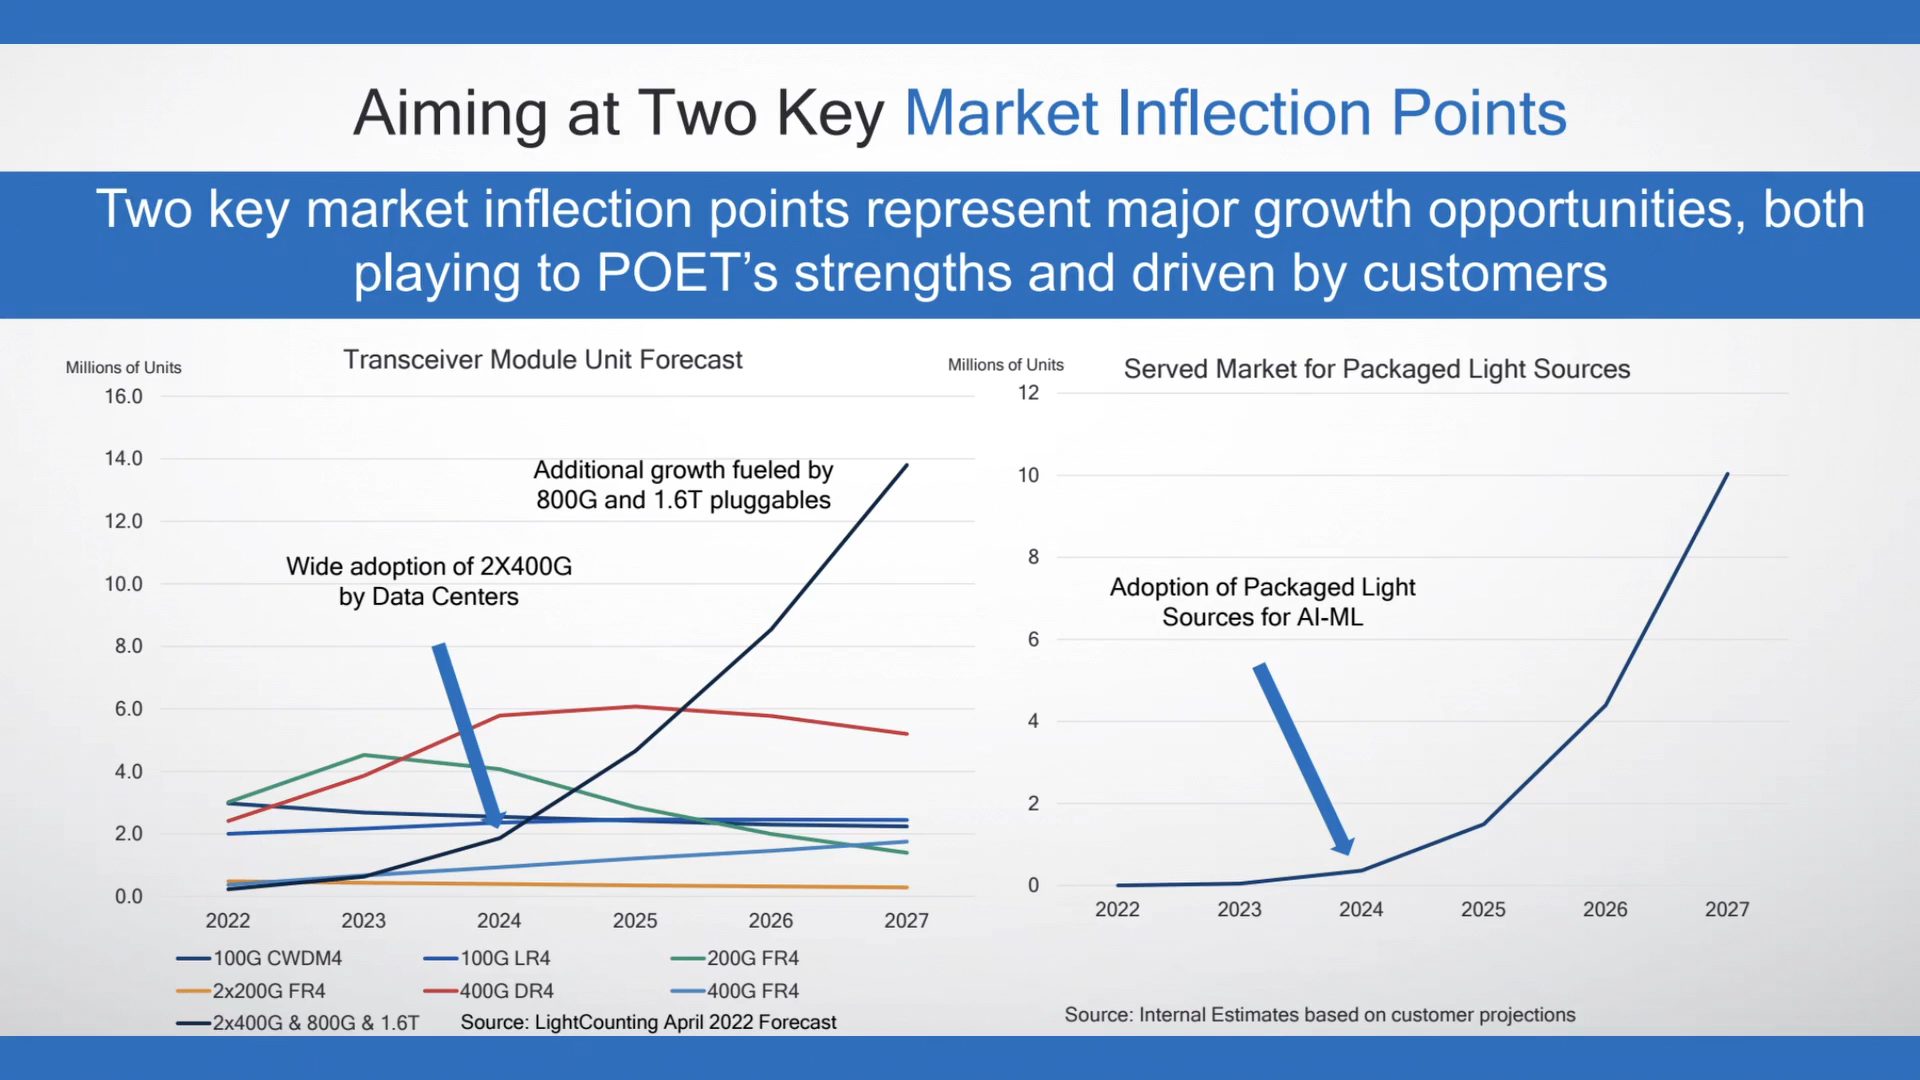 Aiming at Two Key Market Inflection Points
Two key market inflection points represent major growth opportunities, both
playing to POET’s strengths and driven by customers
Millions of Units
Transceiver Module Unit Forecast
16.0
14.0
12.0
10.0
8.0
6.0
4.0
2.0
0.0
Additional growth fueled by
800G and 1.6T pluggables
Wide adoption of 2X400G
by Data Centers
2022 2023 2024 2025 2026 2027
100G CWDM4 100G LR4 200G FR4
2x200G FR4 400G DR4 400G FR4
2x400G & 800G & 1.6T
Source: LightCounting April 2022 Forecast
Millions of Units
Served Market for Packaged Light Sources
12
10
8
6
4
2
0
Adoption of Packaged Light
Sources for AI-ML
2022 2023 2024 2025 2026 2027
Source: Internal Estimates based on customer projections